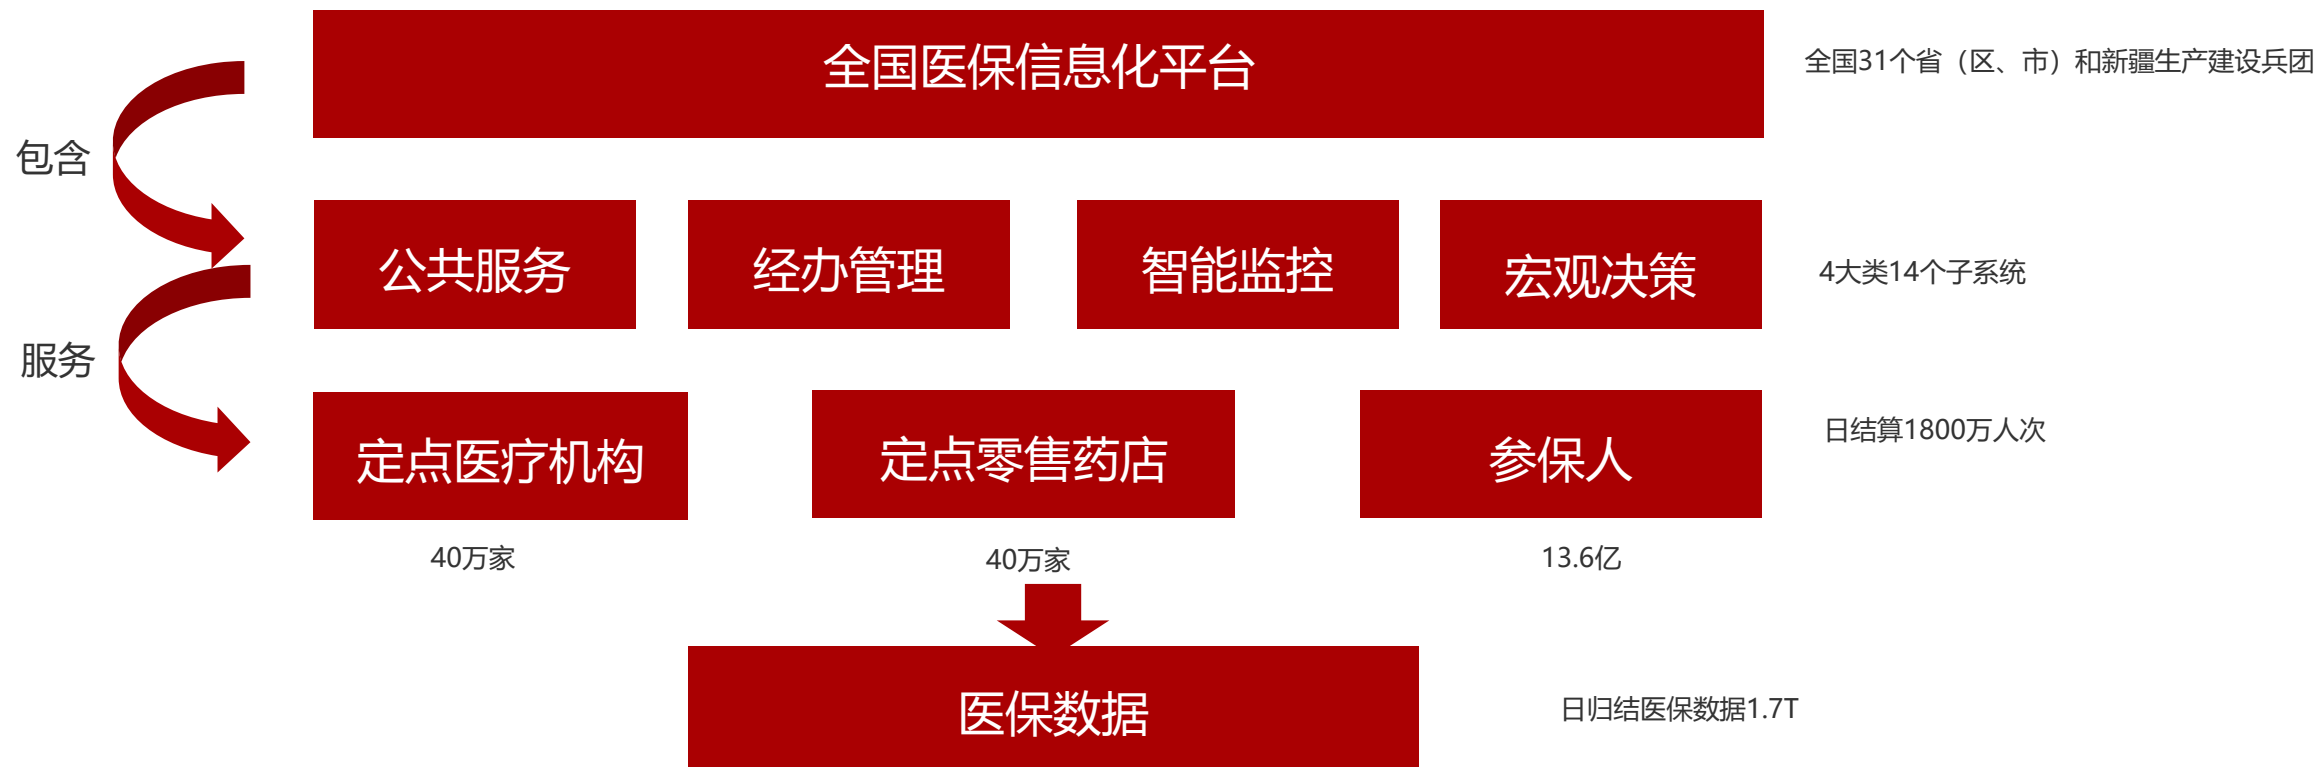 全国医保信息化平台
全国31个省（区、市）和新疆生产建设兵团
包含
公共服务
经办管理
智能监控
宏观决策
4大类14个子系统
服务
定点医疗机构
定点零售药店
参保人
日结算1800万人次
40万家
40万家
13.6亿
医保数据
日归结医保数据1.7T